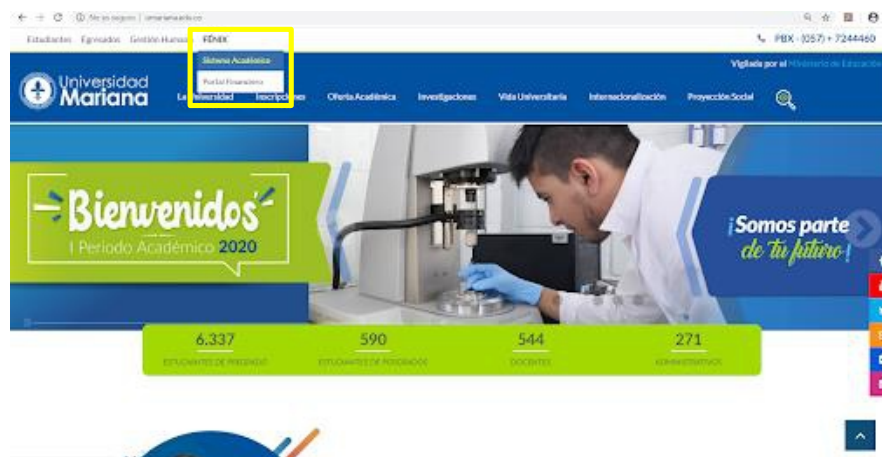 No es seguro | umariana.edu.co
Estudiantes Egresados Gestión Humana FÉNIX
PBX - (057) + 7244460
Sistema Académico
Portal Financiero
Vigilada por el Ministerio de Educación
Universidad
Mariana
La Universidad Inscripciones Oferta Académica Investigaciones Vida Universitaria Internacionalización Proyección Social
Bienvenidos
I Periodo Académico 2020
¡Somos parte
de tu futuro!
6.337 590 544 271
ESTUDIANTES DE PREGRADO ESTUDIANTES DE POSGRADOS DOCENTES ADMINISTRATIVOS